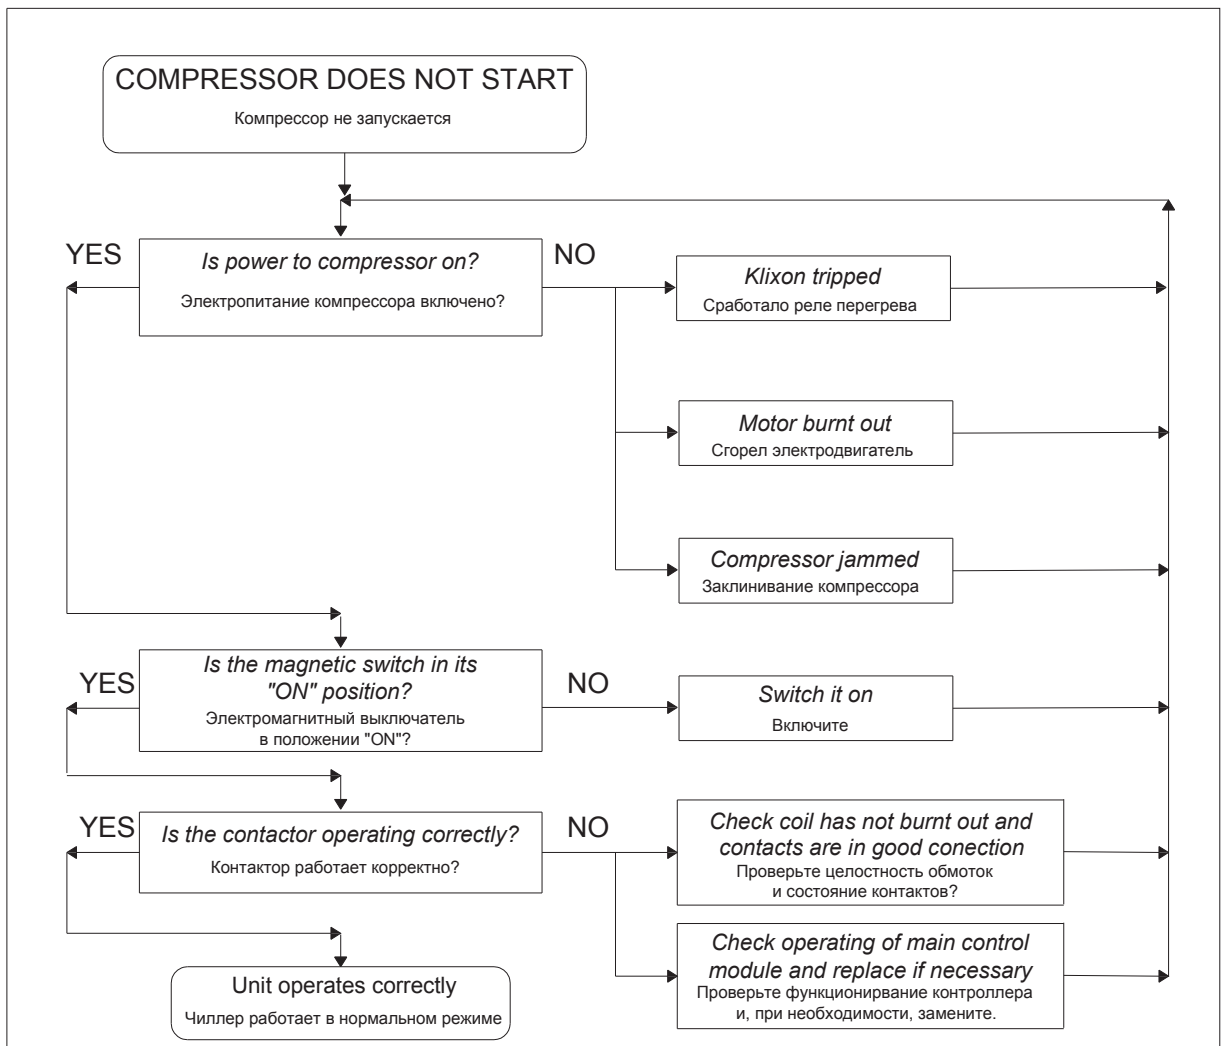 COMPRESSOR DOES NOT START
Компрессор не запускается
YES
Is power to compressor on?
Электропитание компрессора включено?
NO
Klixon tripped
Сработало реле перегрева
Motor burnt out
Сгорел электродвигатель
Compressor jammed
Заклинивание компрессора
YES
Is the magnetic switch in its
"ON" position?
Электромагнитный выключатель
в положении "ON"?
NO
Switch it on
Включите
YES
Is the contactor operating correctly?
Контактор работает корректно?
NO
Check coil has not burnt out and
contacts are in good conection
Проверьте целостность обмоток
и состояние контактов?
Check operating of main control
module and replace if necessary
Проверьте функционирвание контроллера
и, при необходимости, замените.
Unit operates correctly
Чиллер работает в нормальном режиме